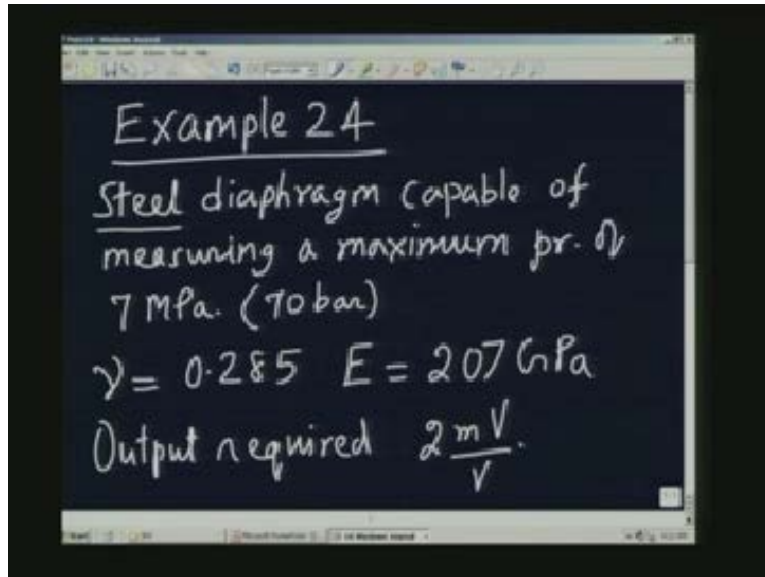 Example 24
Steel diaphragm capable of
measuring a maximum pr. of
7 MPa. (70 bar)
ν = 0.285 E = 207 GPa
Output required 2 mV/V.